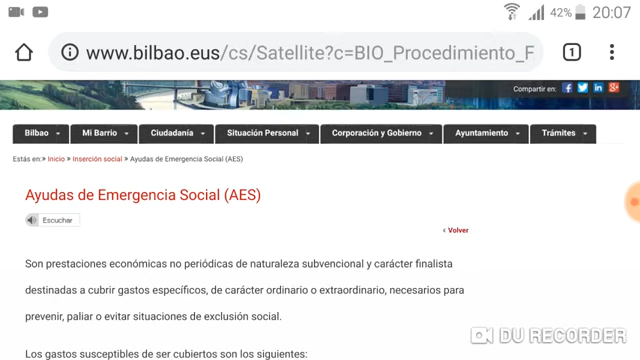 42% 20:07
www.bilbao.eus/cs/Satellite?c=BIO_Procedimiento_F
1
Compartir en:
Bilbao Mi Barrio Ciudadanía Situación Personal Corporación y Gobierno Ayuntamiento Trámites
Estás en:» Inicio » Inserción social » Ayudas de Emergencia Social (AES)
Ayudas de Emergencia Social (AES)
Escuchar
‹ Volver
Son prestaciones económicas no periódicas de naturaleza subvencional y carácter finalista
destinadas a cubrir gastos específicos, de carácter ordinario o extraordinario, necesarios para
prevenir, paliar o evitar situaciones de exclusión social.
DU RECORDER
Los gastos susceptibles de ser cubiertos son los siguientes: